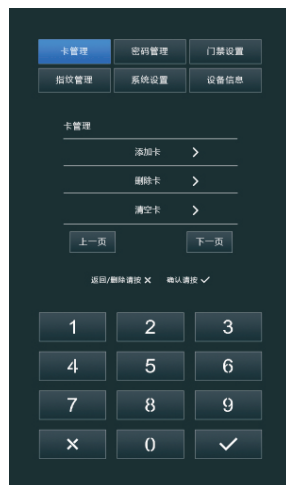 卡管理 密码管理 门禁设置
指纹管理 系统设置 设备信息
卡管理
添加卡 >
删除卡 >
清空卡 >
上一页 下一页
返回/删除请按 ✕ 确认请按 ✓
1 2 3
4 5 6
7 8 9
✕ 0 ✓